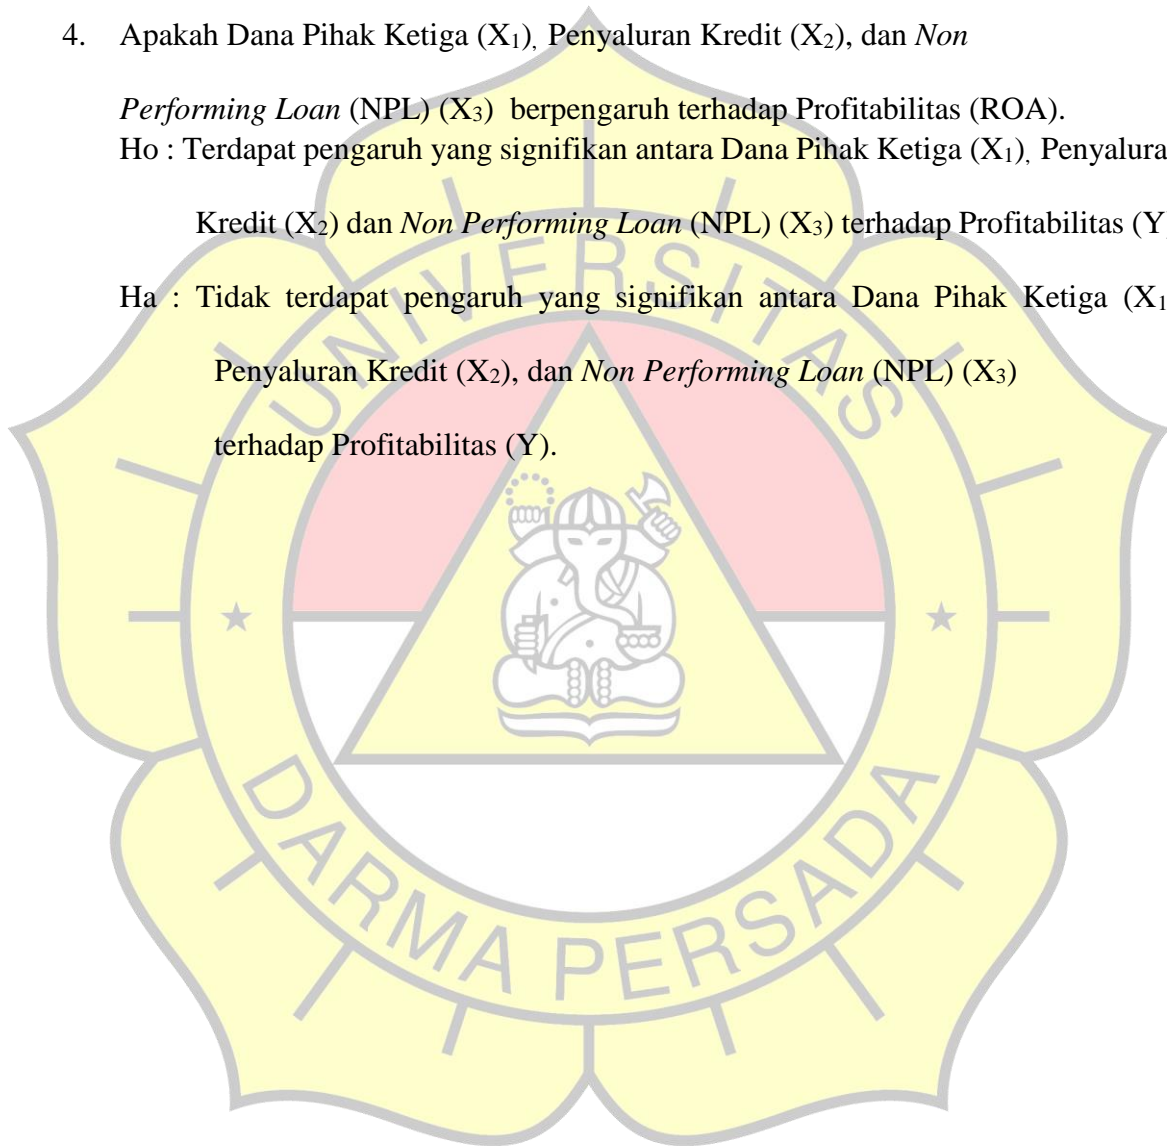 4. Apakah Dana Pihak Ketiga (X₁), Penyaluran Kredit (X₂), dan Non
Performing Loan (NPL) (X₃) berpengaruh terhadap Profitabilitas (ROA).
Ho : Terdapat pengaruh yang signifikan antara Dana Pihak Ketiga (X₁), Penyalura
Kredit (X₂) dan Non Performing Loan (NPL) (X₃) terhadap Profitabilitas (Y
Ha : Tidak terdapat pengaruh yang signifikan antara Dana Pihak Ketiga (X₁
Penyaluran Kredit (X₂), dan Non Performing Loan (NPL) (X₃)
terhadap Profitabilitas (Y).
UNIVERSITAS
DARMA PERSADA